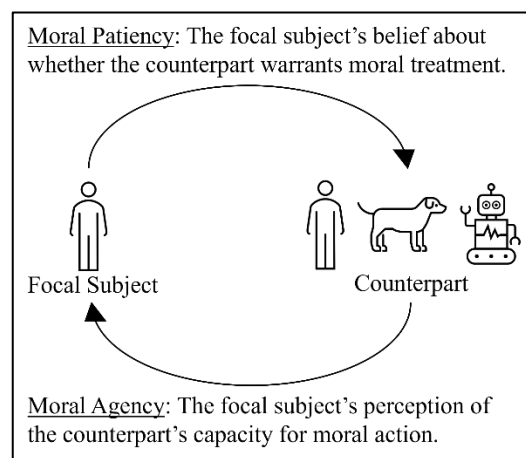 Moral Patiency: The focal subject's belief about
whether the counterpart warrants moral treatment.
Focal Subject
Counterpart
Moral Agency: The focal subject's perception of
the counterpart's capacity for moral action.